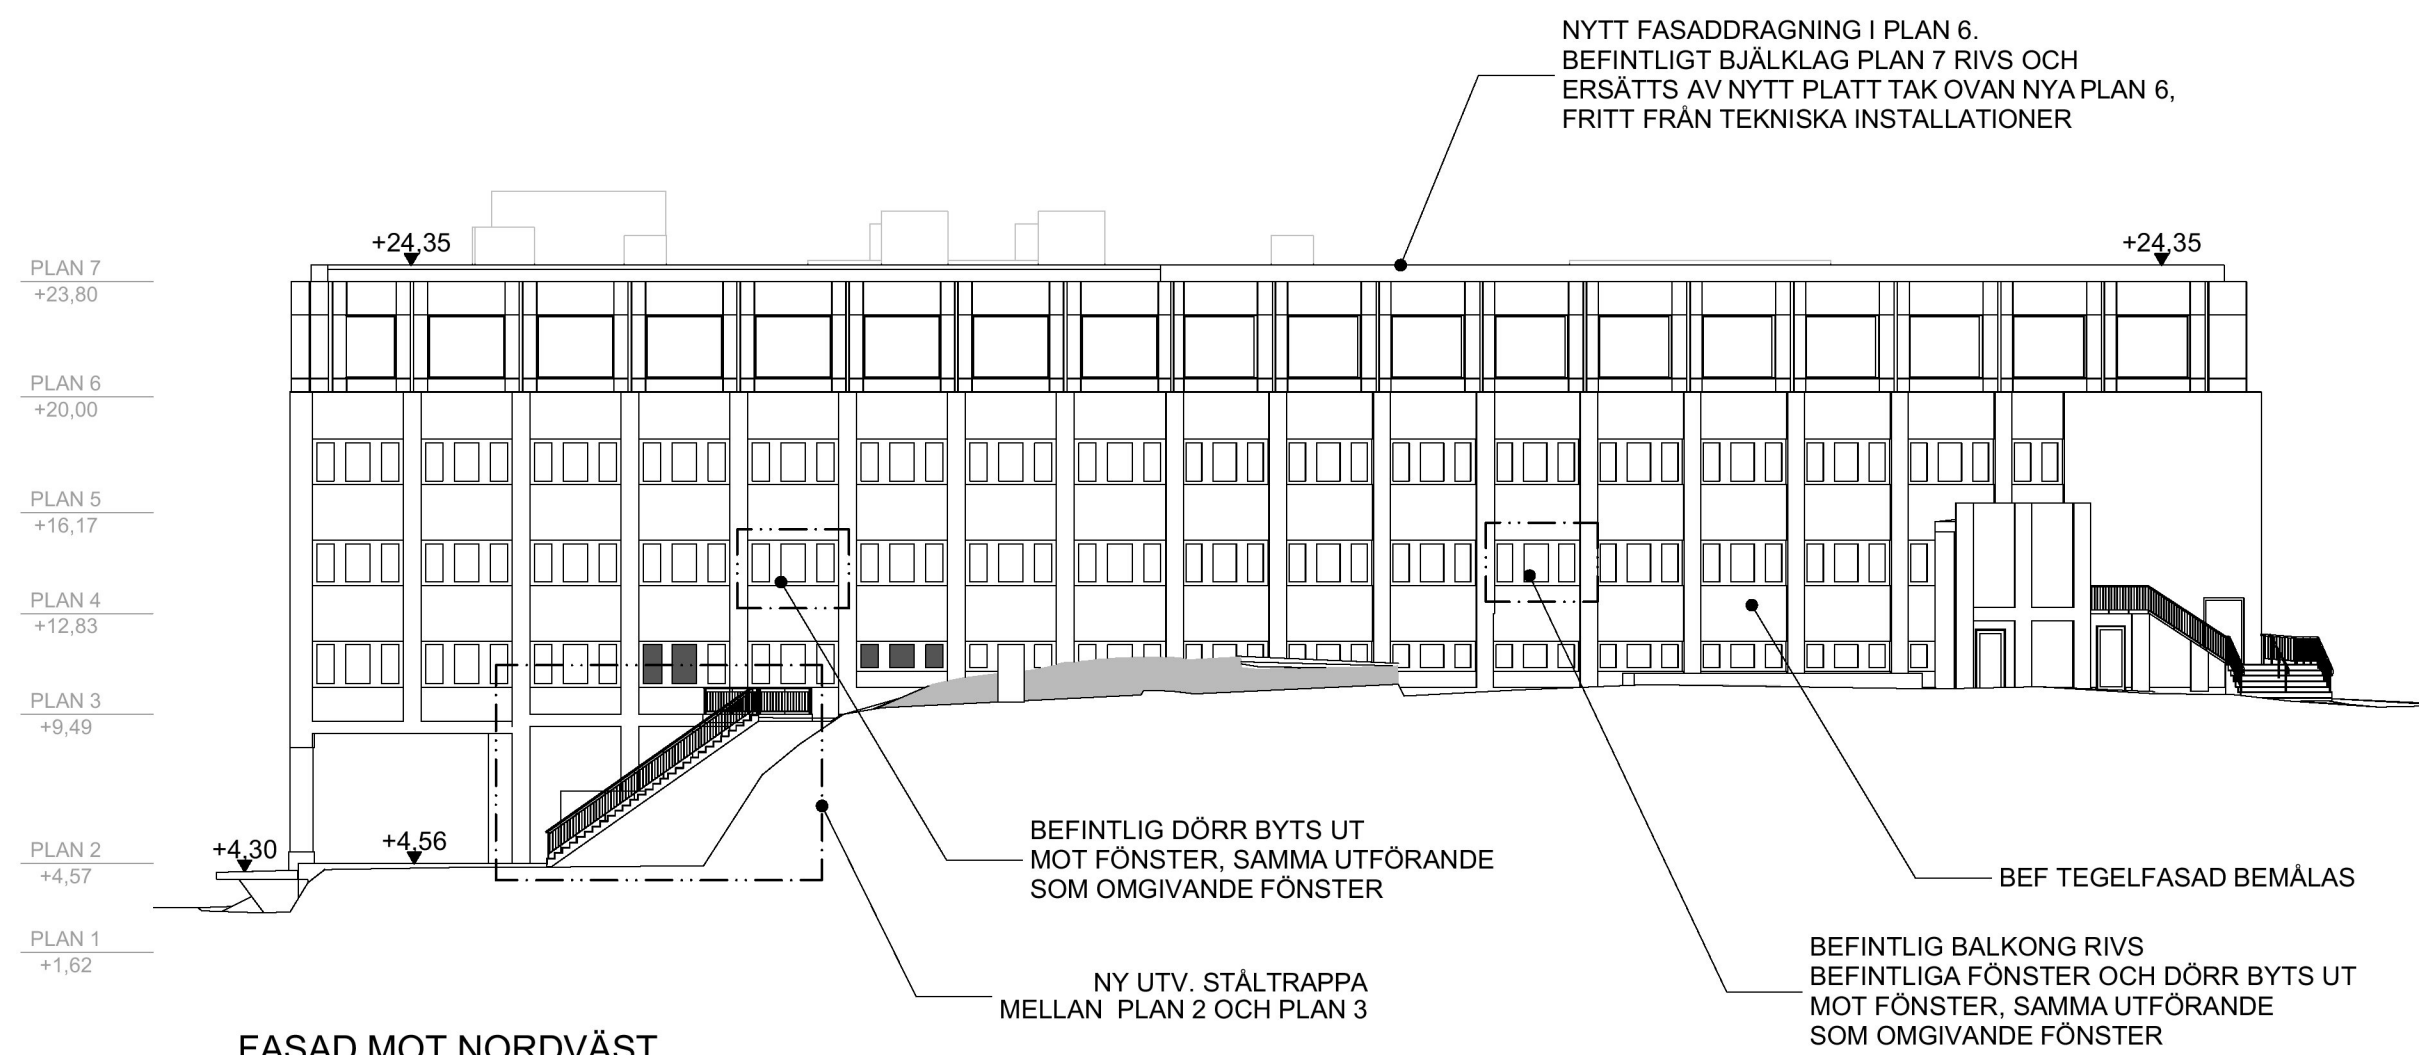 NYTT FASADDRAGNING I PLAN 6.
BEFINTLIGT BJÄLKLAG PLAN 7 RIVS OCH
ERSÄTTS AV NYTT PLATT TAK OVAN NYA PLAN 6,
FRITT FRÅN TEKNISKA INSTALLATIONER
+24,35
+24,35
PLAN 7
+23,80
PLAN 6
+20,00
PLAN 5
+16,17
PLAN 4
+12,83
PLAN 3
+9,49
PLAN 2
+4,57
PLAN 1
+1,62
+4,30
+4,56
BEFINTLIG DÖRR BYTS UT
MOT FÖNSTER, SAMMA UTFÖRANDE
SOM OMGIVANDE FÖNSTER
BEF TEGELFASAD BEMÅLAS
NY UTV. STÅLTRAPPA
MELLAN PLAN 2 OCH PLAN 3
BEFINTLIG BALKONG RIVS
BEFINTLIGA FÖNSTER OCH DÖRR BYTS UT
MOT FÖNSTER, SAMMA UTFÖRANDE
SOM OMGIVANDE FÖNSTER
FASAD MOT NORDVÄST